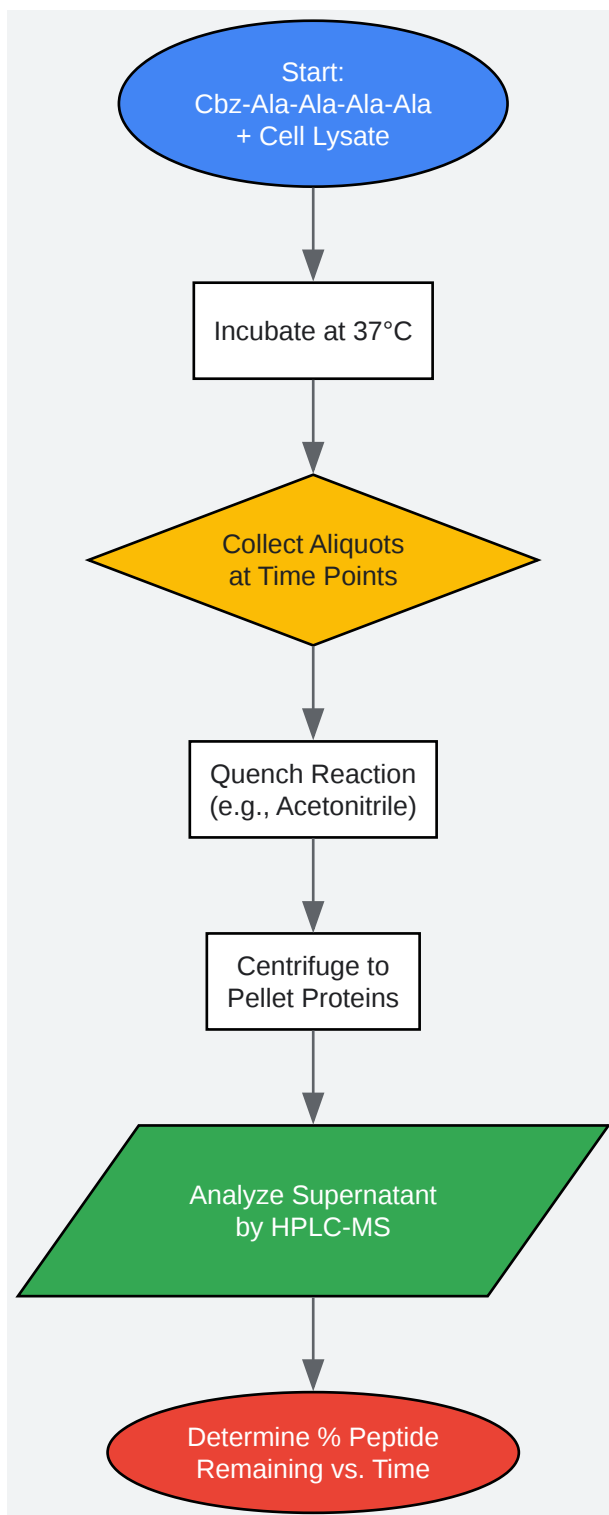 Start:
Cbz-Ala-Ala-Ala-Ala
+ Cell Lysate
Incubate at 37°C
Collect Aliquots
at Time Points
Quench Reaction
(e.g., Acetonitrile)
Centrifuge to
Pellet Proteins
Analyze Supernatant
by HPLC-MS
Determine % Peptide
Remaining vs. Time